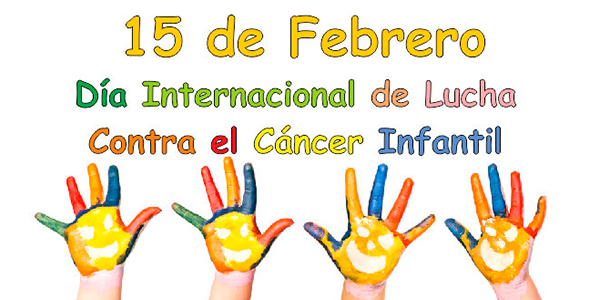 15 de Febrero
Día Internacional de Lucha
Contra el Cáncer Infantil